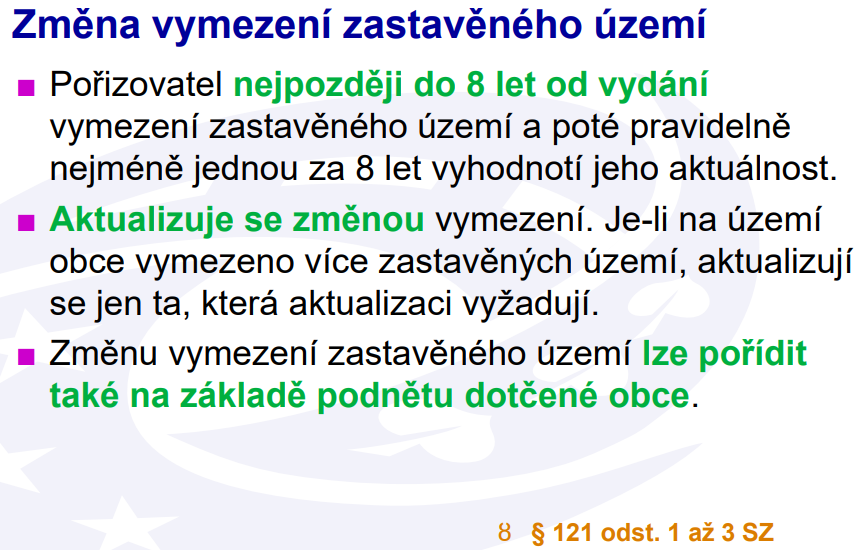 Změna vymezení zastavěného území
Pořizovatel nejpozději do 8 let od vydání
vymezení zastavěného území a poté pravidelně
nejméně jednou za 8 let vyhodnotí jeho aktuálnost.
Aktualizuje se změnou vymezení. Je-li na území
obce vymezeno více zastavěných území, aktualizují
se jen ta, která aktualizaci vyžadují.
Změnu vymezení zastavěného území lze pořídit
také na základě podnětu dotčené obce.
8 § 121 odst. 1 až 3 SZ